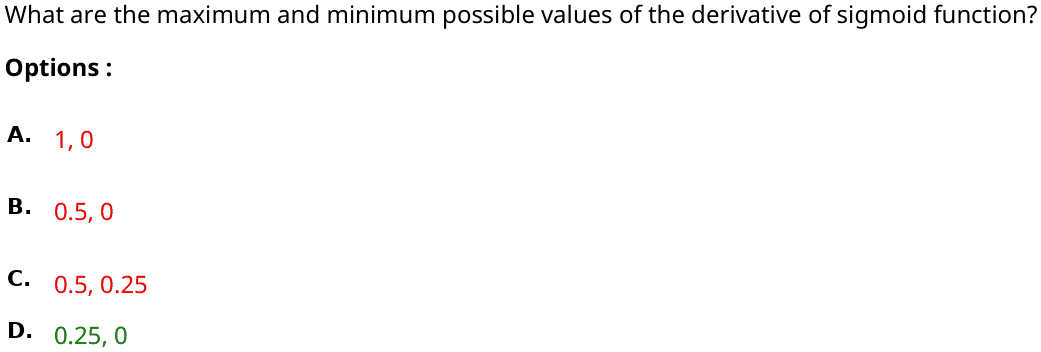 What are the maximum and minimum possible values of the derivative of sigmoid function?
Options :
A. 1, 0
B. 0.5, 0
C. 0.5, 0.25
D. 0.25, 0